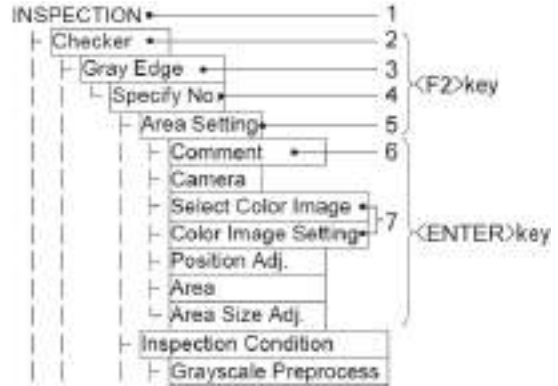 INSPECTION 1
Checker 2
Gray Edge 3
Specify No 4
<F2>key
Area Setting 5
Comment 6
Camera
Select Color Image
7
Color Image Setting
<ENTER>key
Position Adj.
Area
Area Size Adj.
Inspection Condition
Grayscale Preprocess